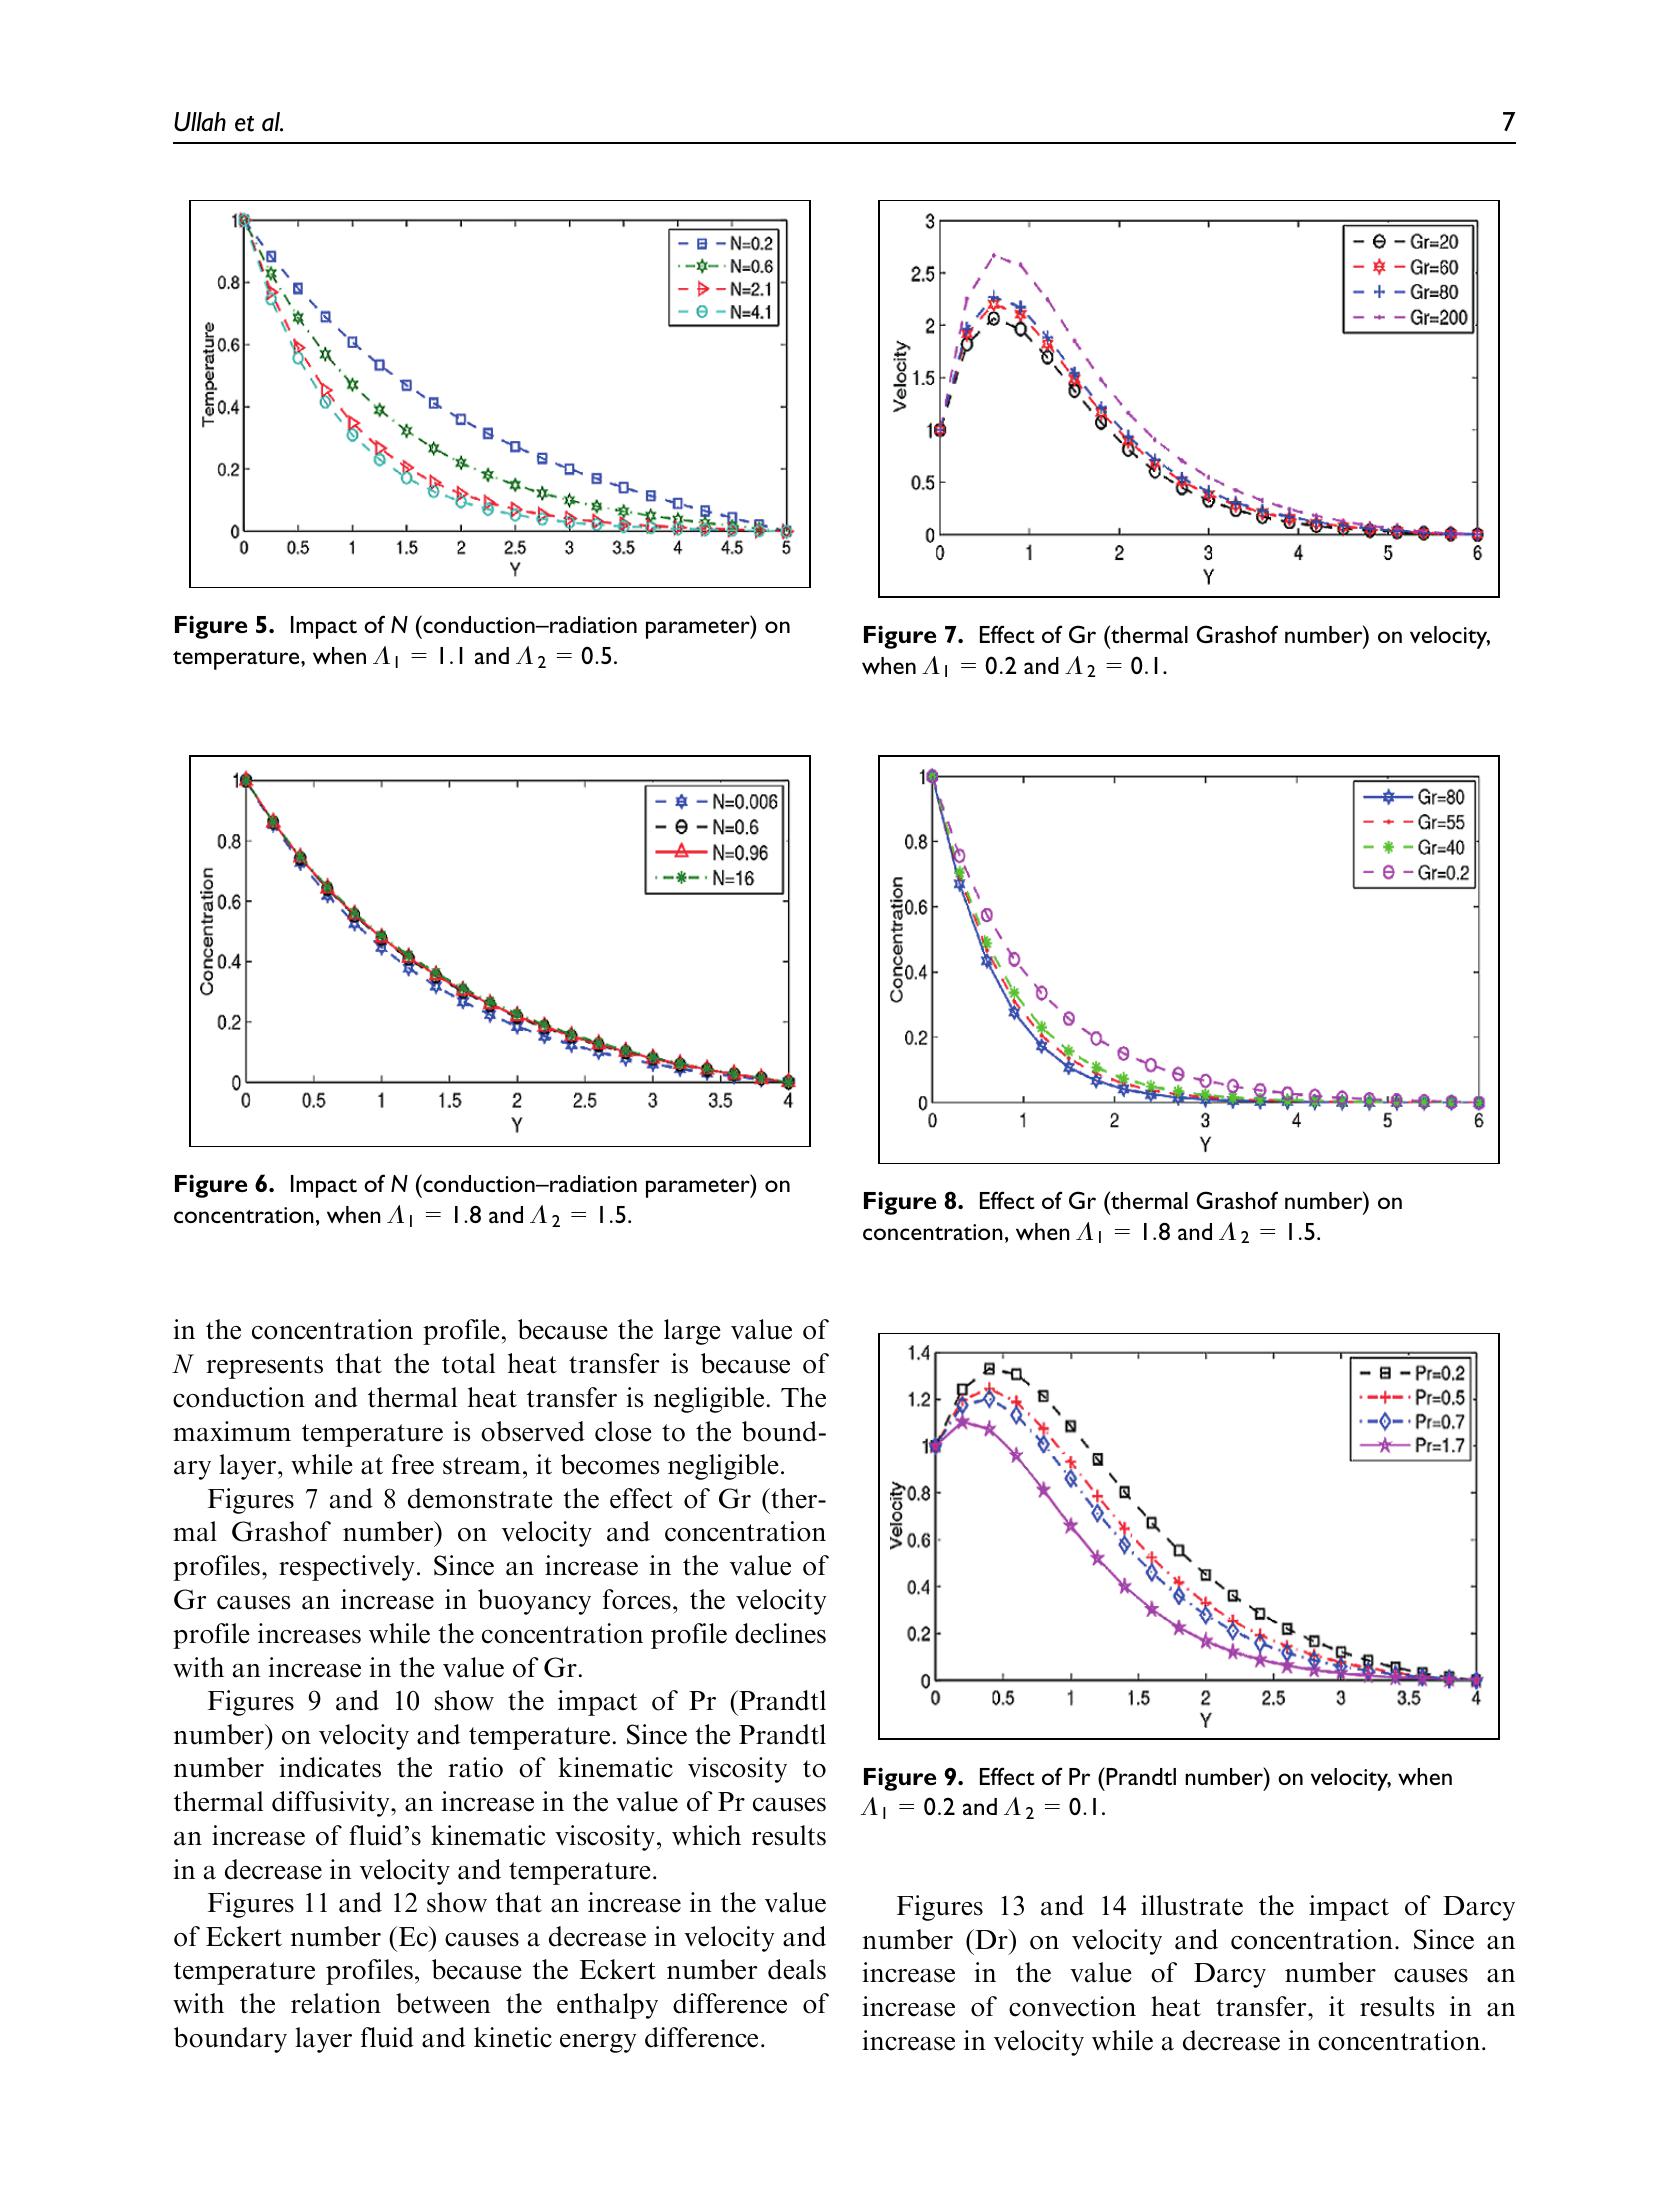 Ullah et al.
7
1
0.8
0.6
0.4
0.2
0
0 0.5 1 1.5 2 2.5 3 3.5 4 4.5 5
Y
Temperature
N=0.2
N=0.6
N=2.1
N=4.1
Figure 5. Impact of N (conduction–radiation parameter) on
temperature, when Λ1 = 1.1 and Λ2 = 0.5.
1
0.8
0.6
0.4
0.2
0
0 0.5 1 1.5 2 2.5 3 3.5 4
Y
Concentration
N=0.006
N=0.6
N=0.96
N=16
Figure 6. Impact of N (conduction–radiation parameter) on
concentration, when Λ1 = 1.8 and Λ2 = 1.5.
in the concentration profile, because the large value of
N represents that the total heat transfer is because of
conduction and thermal heat transfer is negligible. The
maximum temperature is observed close to the bound-
ary layer, while at free stream, it becomes negligible.
Figures 7 and 8 demonstrate the effect of Gr (ther-
mal Grashof number) on velocity and concentration
profiles, respectively. Since an increase in the value of
Gr causes an increase in buoyancy forces, the velocity
profile increases while the concentration profile declines
with an increase in the value of Gr.
Figures 9 and 10 show the impact of Pr (Prandtl
number) on velocity and temperature. Since the Prandtl
number indicates the ratio of kinematic viscosity to
thermal diffusivity, an increase in the value of Pr causes
an increase of fluid's kinematic viscosity, which results
in a decrease in velocity and temperature.
Figures 11 and 12 show that an increase in the value
of Eckert number (Ec) causes a decrease in velocity and
temperature profiles, because the Eckert number deals
with the relation between the enthalpy difference of
boundary layer fluid and kinetic energy difference.
3
2.5
2
1.5
1
0.5
0
0 1 2 3 4 5 6
Y
Velocity
Gr=20
Gr=60
Gr=80
Gr=200
Figure 7. Effect of Gr (thermal Grashof number) on velocity,
when Λ1 = 0.2 and Λ2 = 0.1.
1
0.8
0.6
0.4
0.2
0
0 1 2 3 4 5 6
Y
Concentration
Gr=80
Gr=55
Gr=40
Gr=0.2
Figure 8. Effect of Gr (thermal Grashof number) on
concentration, when Λ1 = 1.8 and Λ2 = 1.5.
1.4
1.2
1
0.8
0.6
0.4
0.2
0
0 0.5 1 1.5 2 2.5 3 3.5 4
Y
Velocity
Pr=0.2
Pr=0.5
Pr=0.7
Pr=1.7
Figure 9. Effect of Pr (Prandtl number) on velocity, when
Λ1 = 0.2 and Λ2 = 0.1.
Figures 13 and 14 illustrate the impact of Darcy
number (Dr) on velocity and concentration. Since an
increase in the value of Darcy number causes an
increase of convection heat transfer, it results in an
increase in velocity while a decrease in concentration.